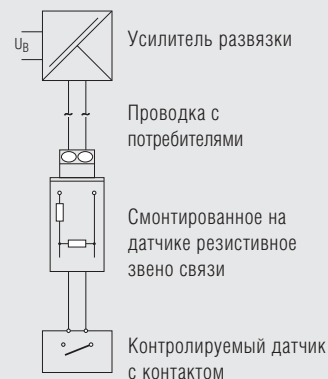 U_B
Усилитель развязки
Проводка с
потребителями
Смонтированное на
датчике резистивное
звено связи
Контролируемый датчик
с контактом